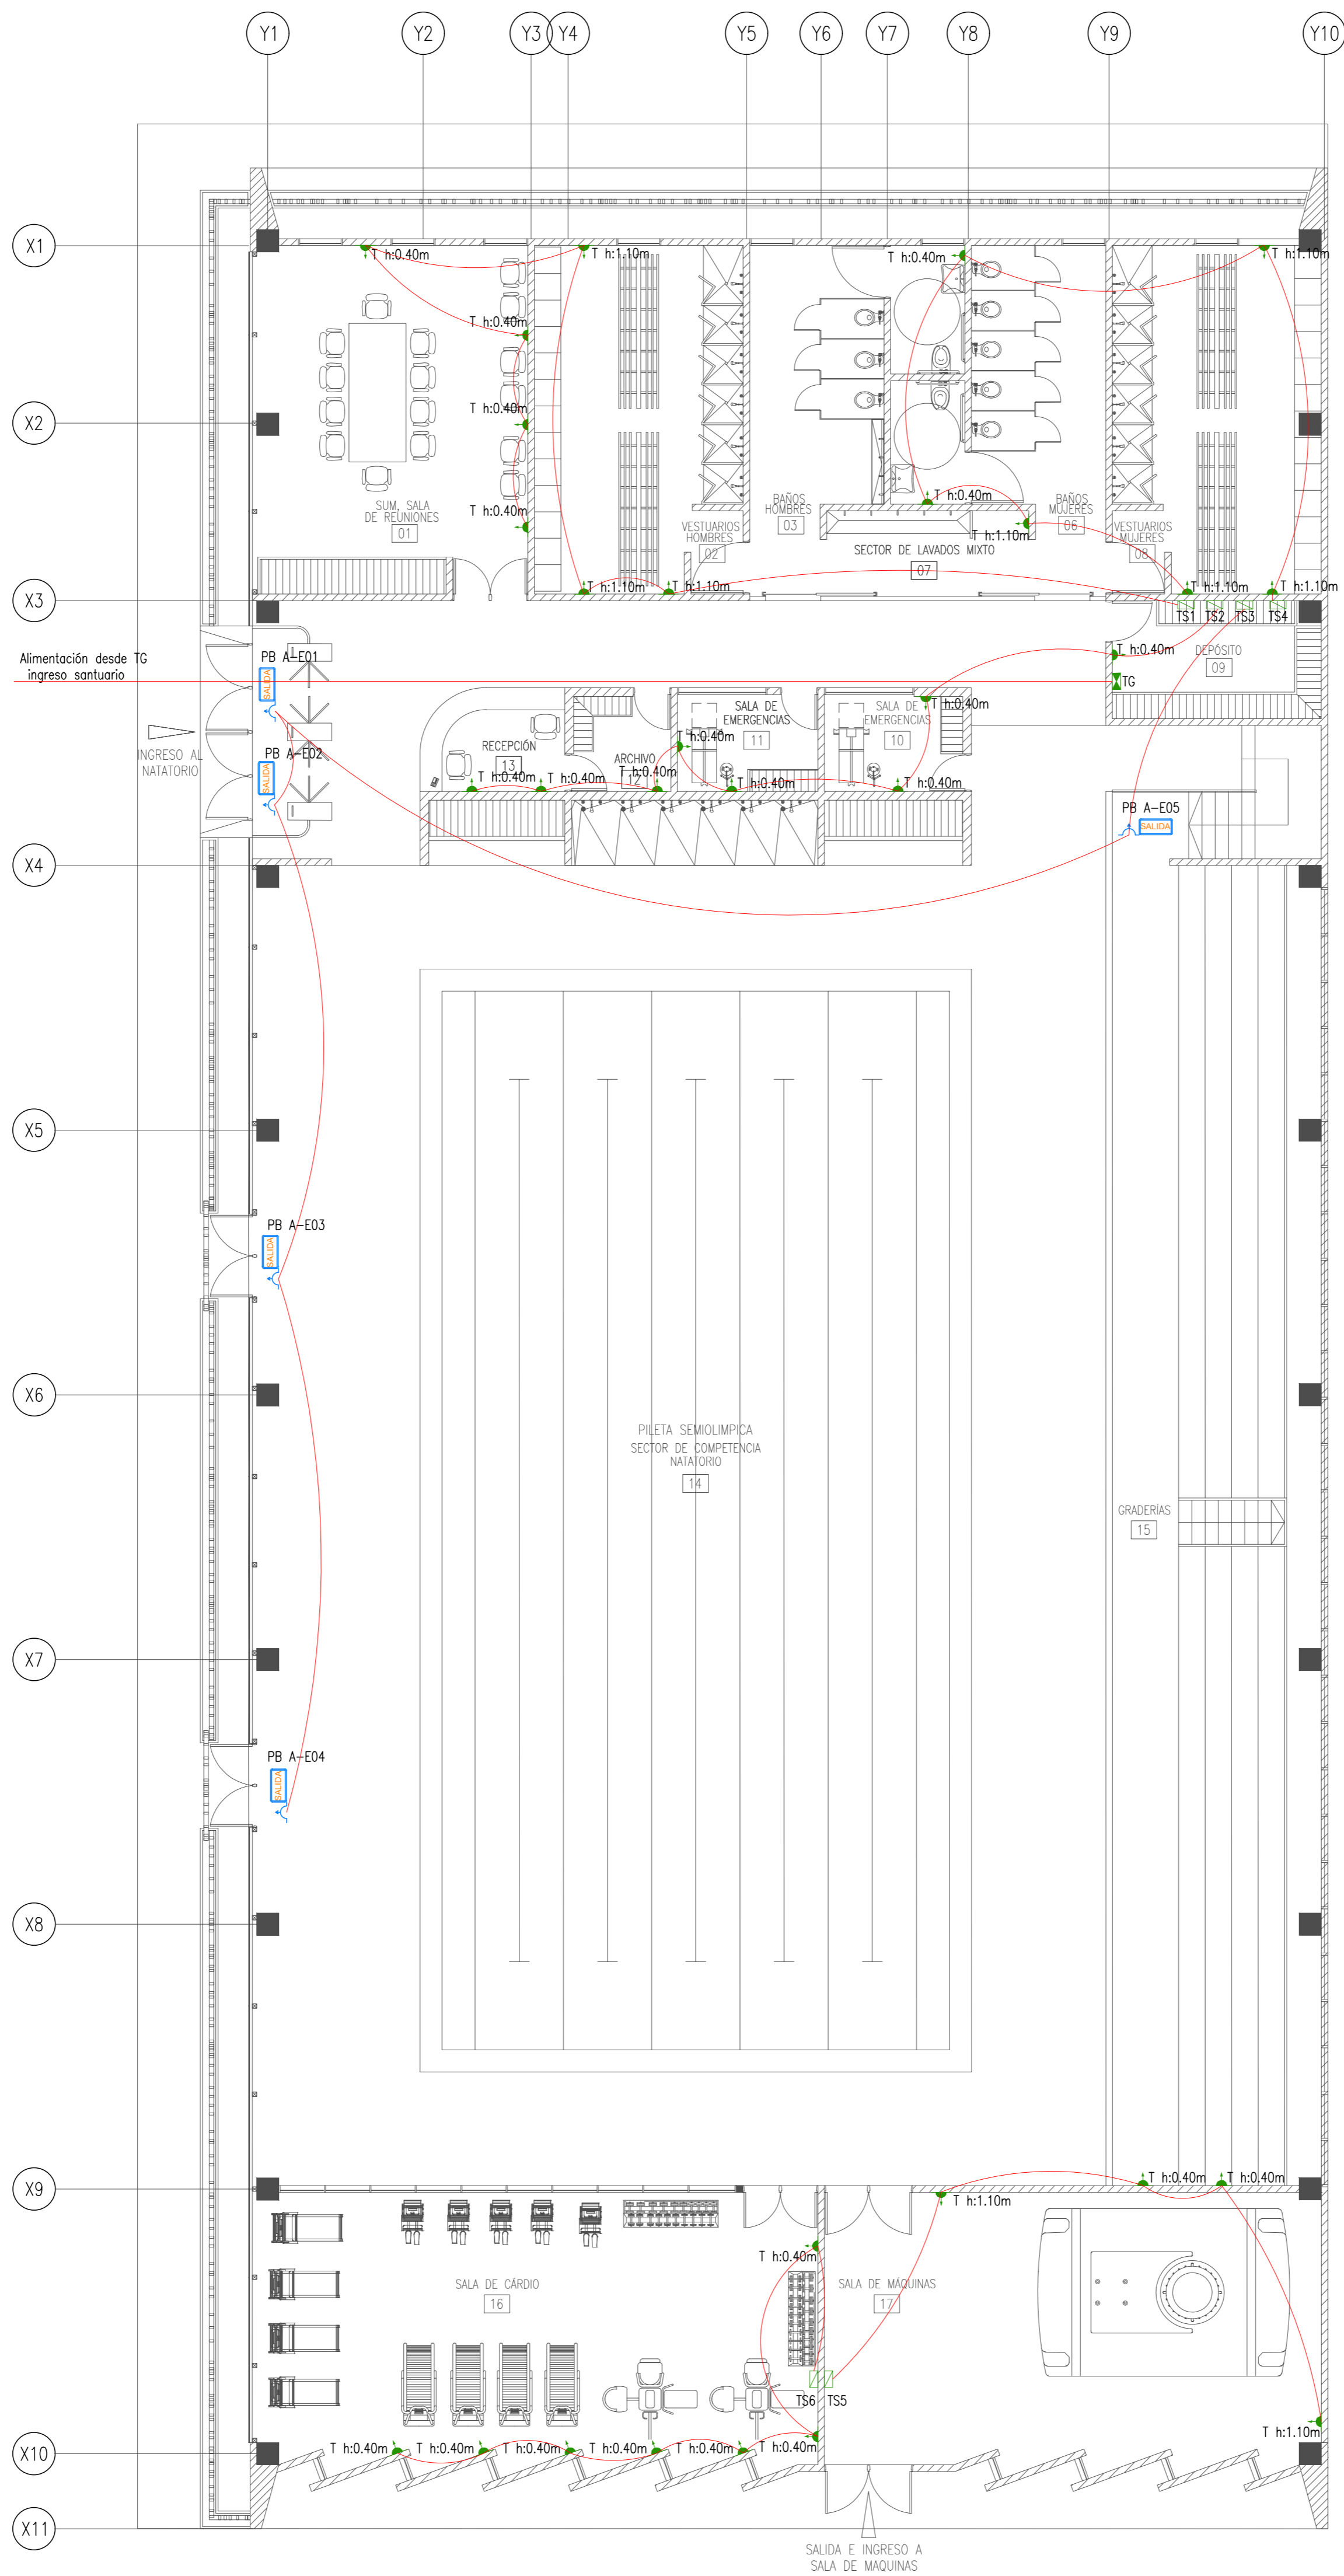 Y1 Y2 Y3 Y4 Y5 Y6 Y7 Y8 Y9 Y10
X1
T h:0.40m
T h:1.10m
T h:0.40m
T h:1.10m
T h:0.40m
X2
T h:0.40m
T h:0.40m
SUM, SALA
DE REUNIONES
01
T h:0.40m
T h:1.10m
BAÑOS
HOMBRES
03
BAÑOS
MUJERES
06
VESTUARIOS
HOMBRES
02
SECTOR DE LAVADOS MIXTO
07
VESTUARIOS
MUJERES
08
X3
T h:1.10m
T h:1.10m
T h:1.10m
T h:1.10m
TS1 TS2 TS3 TS4
Alimentación desde TG
ingreso santuario
PB A-E01
SALIDA
T h:0.40m
DEPÓSITO
09
TG
INGRESO AL
NATATORIO
PB A-E02
SALIDA
RECEPCIÓN
13
ARCHIVO
12
SALA DE
EMERGENCIAS
11
SALA DE
EMERGENCIAS
10
T h:0.40m
T h:0.40m
T h:0.40m
T h:0.40m
T h:0.40m
T h:0.40m
T h:0.40m
PB A-E05
SALIDA
X4
X5
PB A-E03
SALIDA
X6
PILETA SEMIOLIMPICA
SECTOR DE COMPETENCIA
NATATORIO
14
GRADERÍAS
15
X7
PB A-E04
SALIDA
X8
X9
T h:0.40m
T h:0.40m
T h:1.10m
T h:0.40m
SALA DE CÁRDIO
16
SALA DE MÁQUINAS
17
TS6 TS5
X10
T h:0.40m
T h:0.40m
T h:0.40m
T h:0.40m
T h:0.40m
T h:0.40m
T h:1.10m
X11
SALIDA E INGRESO A
SALA DE MAQUINAS